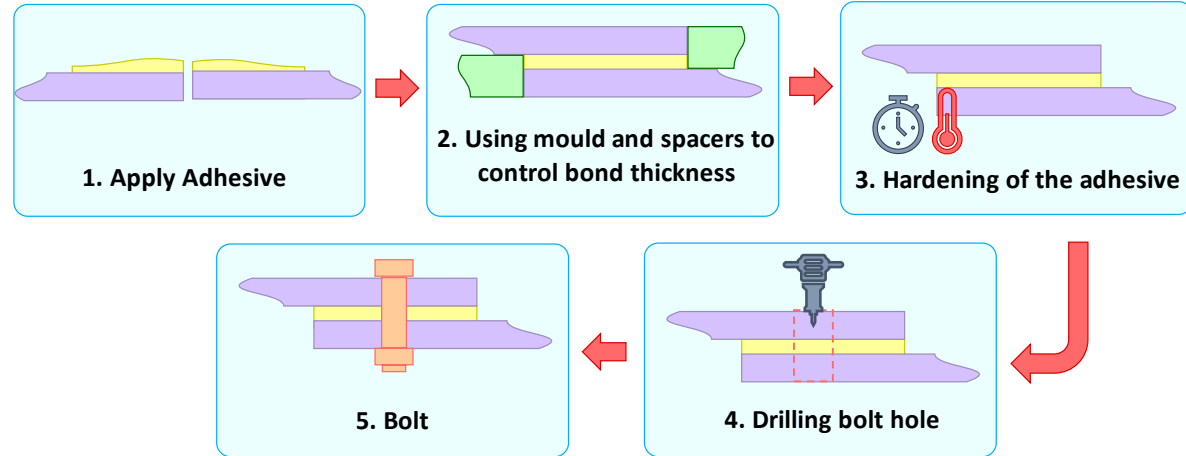 1. Apply Adhesive
2. Using mould and spacers to
control bond thickness
3. Hardening of the adhesive
4. Drilling bolt hole
5. Bolt